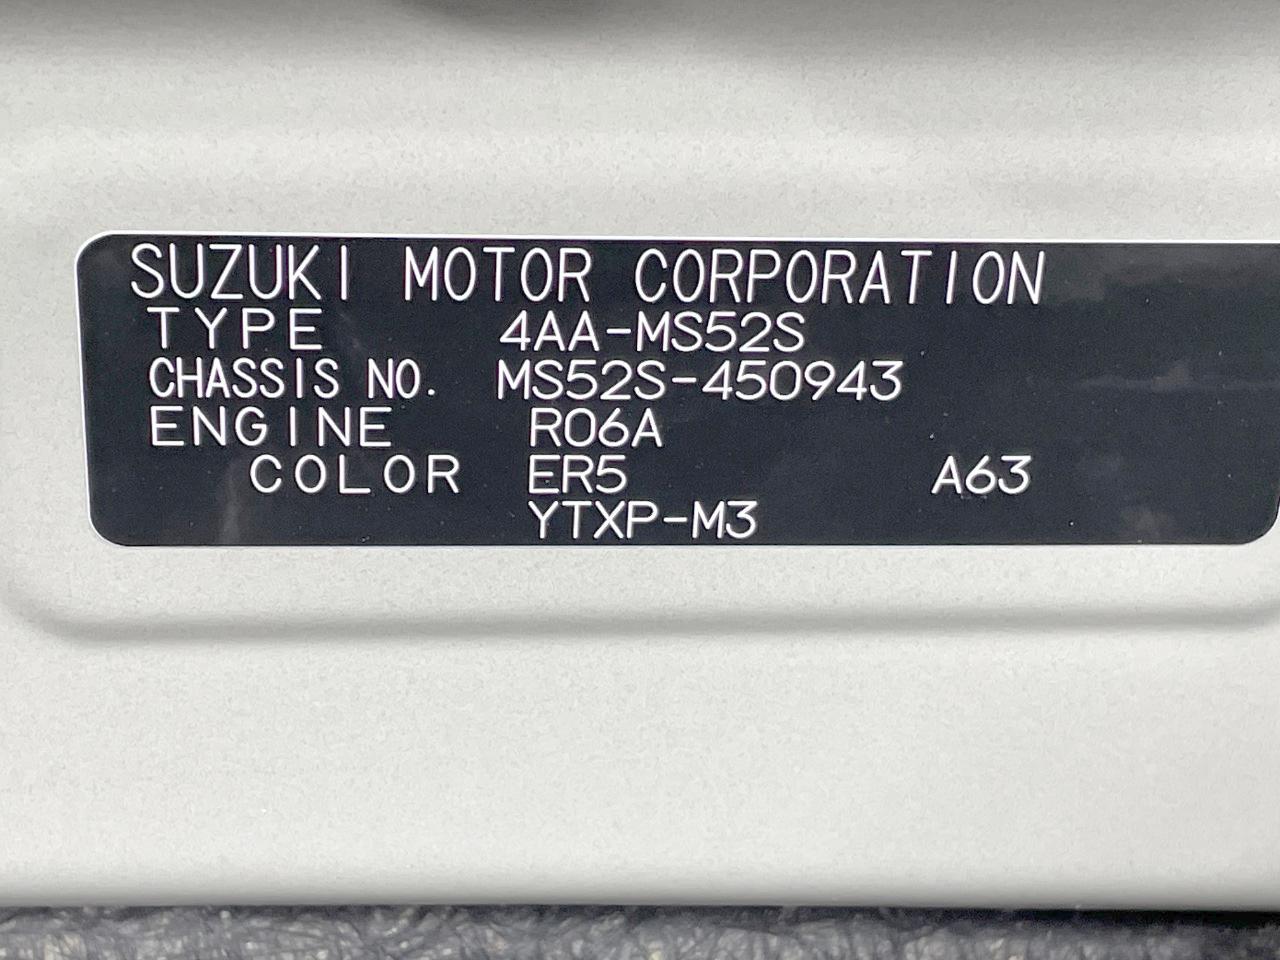 SUZUKI MOTOR CORPORATION
TYPE 4AA-MS52S
CHASSIS NO. MS52S-450943
ENGINE R06A
COLOR ER5 A63
YTXP-M3